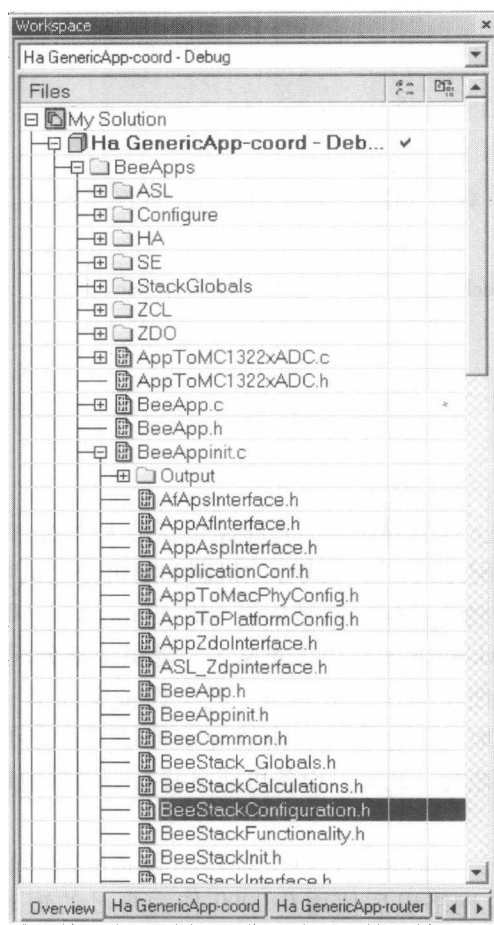 Workspace
Ha GenericApp-coord - Debug
Files
My Solution
Ha GenericApp-coord - Deb...
BeeApps
ASL
Configure
HA
SE
StackGlobals
ZCL
ZDO
AppToMC1322xADC.c
AppToMC1322xADC.h
BeeApp.c
BeeApp.h
BeeAppinit.c
Output
AfApsInterface.h
AppAfInterface.h
AppAspInterface.h
ApplicationConf.h
AppToMacPhyConfig.h
AppToPlatformConfig.h
AppZdoInterface.h
ASL_Zdpinterface.h
BeeApp.h
BeeAppinit.h
BeeCommon.h
BeeStack_Globals.h
BeeStackCalculations.h
BeeStackConfiguration.h
BeeStackFunctionality.h
BeeStackInit.h
BeeStackInterface.h
Overview Ha GenericApp-coord Ha GenericApp-router